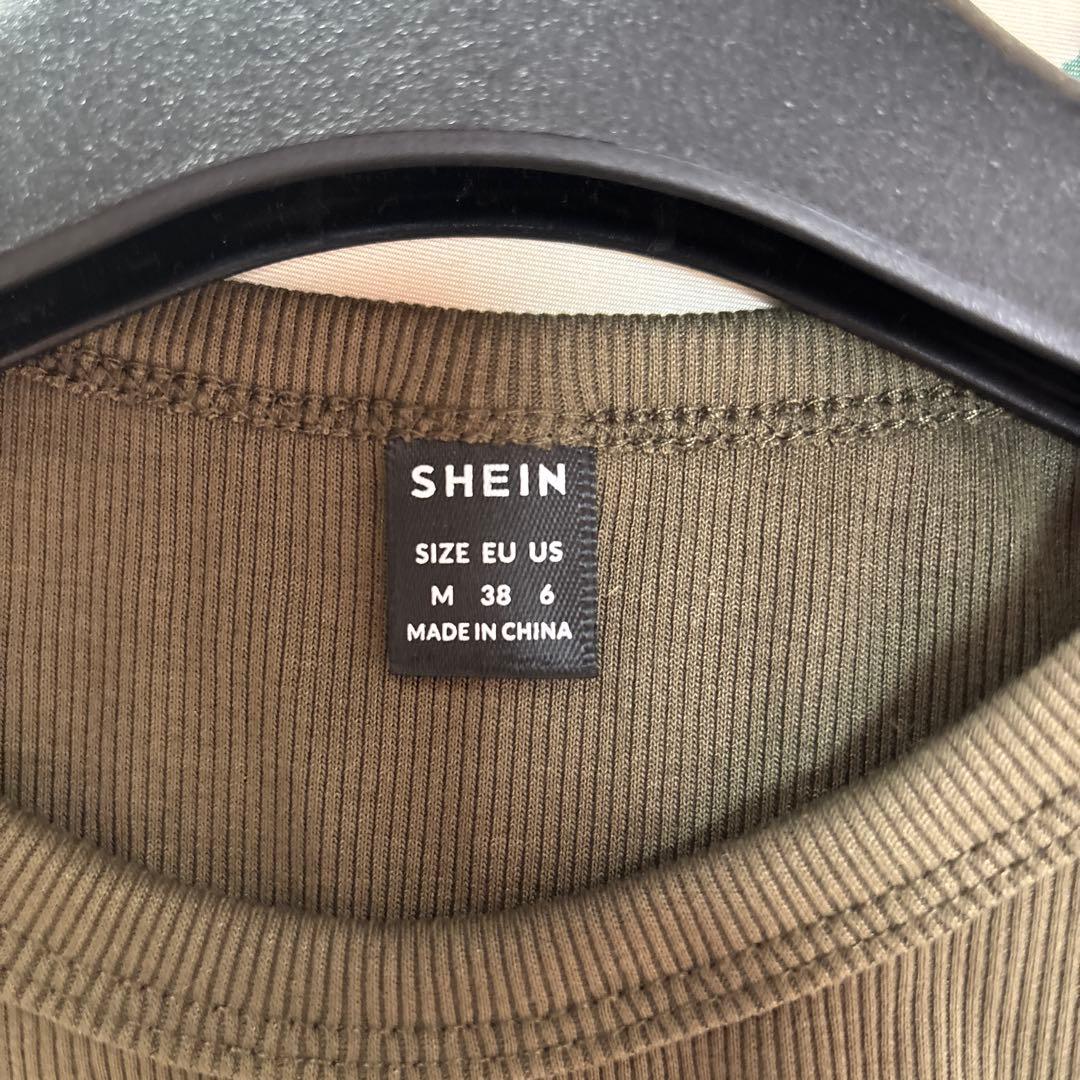 SHEIN
SIZE EU US
M 38 6
MADE IN CHINA